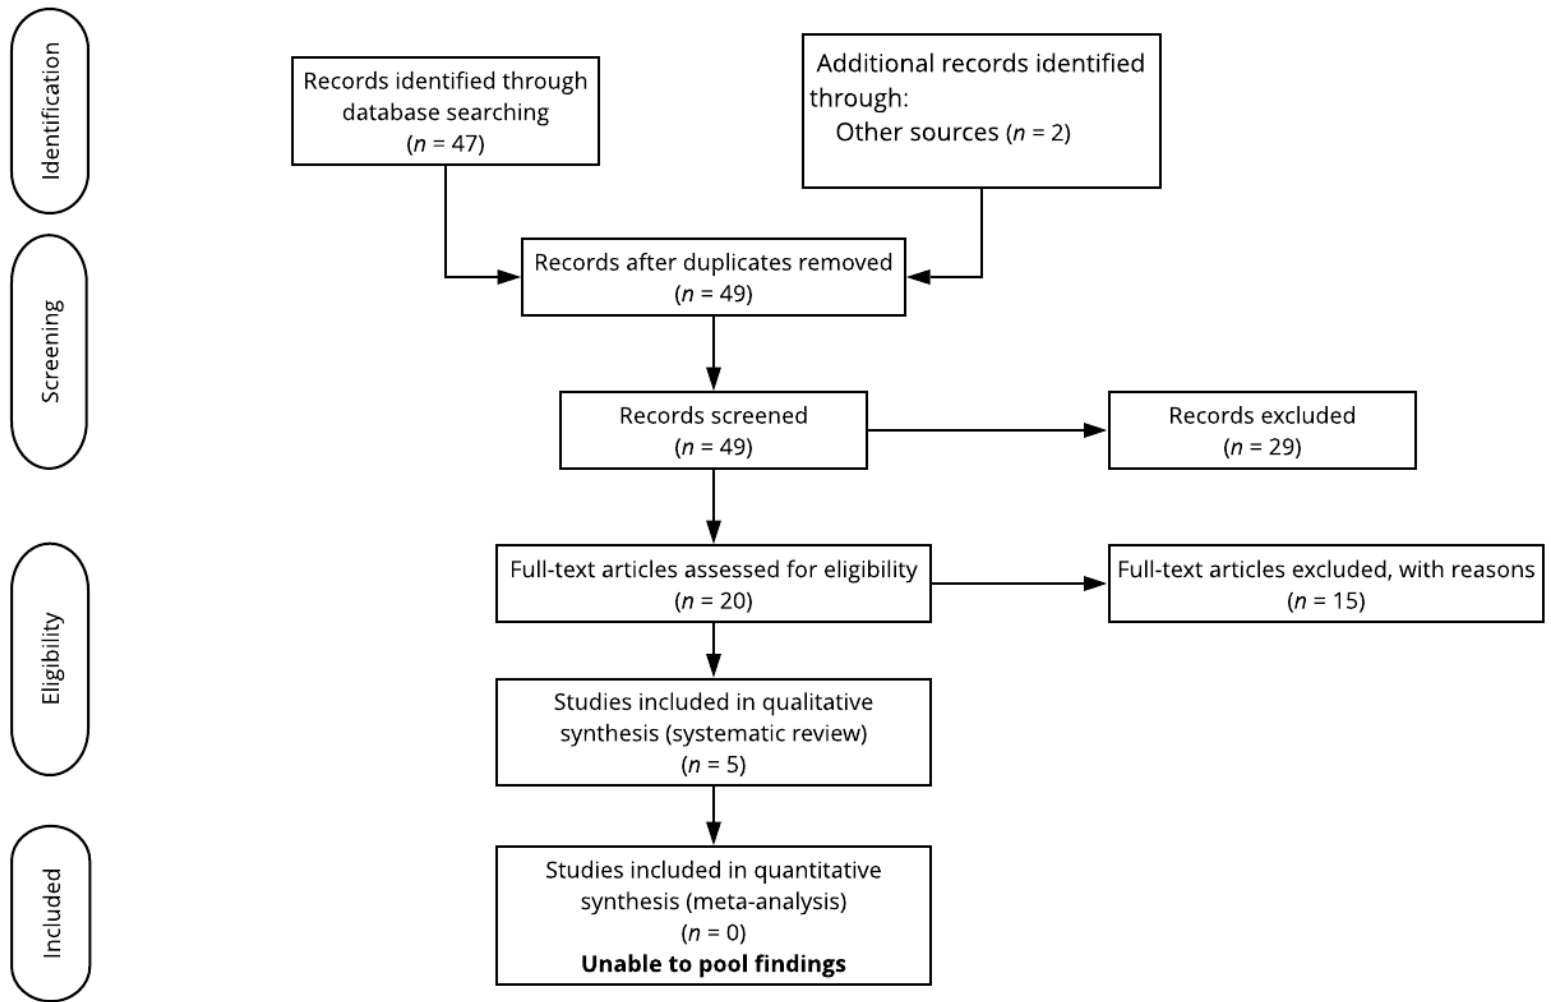 Identification
Records identified through
database searching
(n = 47)
Additional records identified
through:
Other sources (n = 2)
Screening
Records after duplicates removed
(n = 49)
Records screened
(n = 49)
Records excluded
(n = 29)
Eligibility
Full-text articles assessed for eligibility
(n = 20)
Full-text articles excluded, with reasons
(n = 15)
Studies included in qualitative
synthesis (systematic review)
(n = 5)
Included
Studies included in quantitative
synthesis (meta-analysis)
(n = 0)
Unable to pool findings